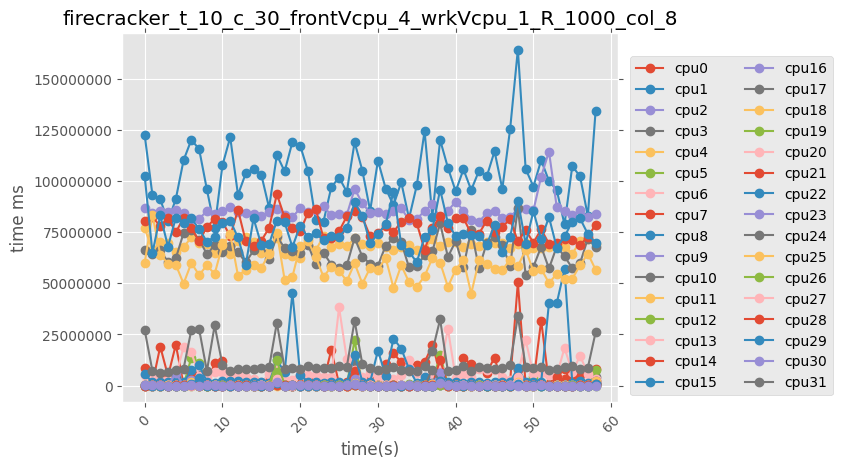 firecracker_t_10_c_30_frontVcpu_4_wrkVcpu_1_R_1000_col_8
time ms
150000000
125000000
100000000
75000000
50000000
25000000
0
0
10
20
30
40
50
60
time(s)
cpu0
cpu1
cpu2
cpu3
cpu4
cpu5
cpu6
cpu7
cpu8
cpu9
cpu10
cpu11
cpu12
cpu13
cpu14
cpu15
cpu16
cpu17
cpu18
cpu19
cpu20
cpu21
cpu22
cpu23
cpu24
cpu25
cpu26
cpu27
cpu28
cpu29
cpu30
cpu31